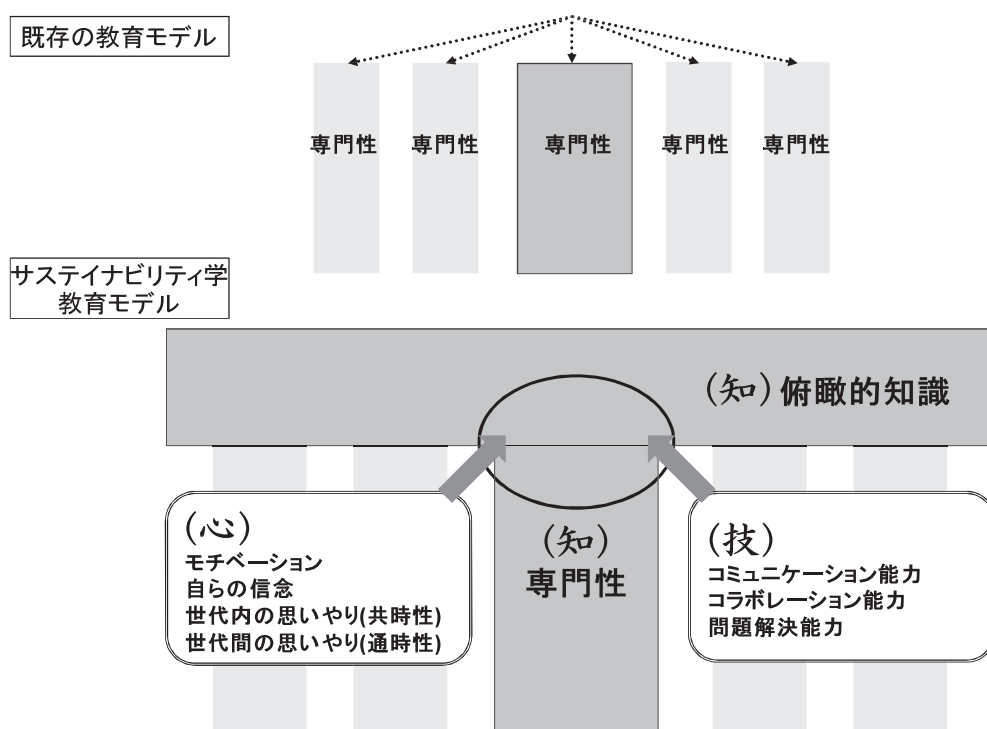 既存の教育モデル
専門性 専門性 専門性 専門性 専門性
サステイナビリティ学
教育モデル
(知)俯瞰的知識
(心)
モチベーション
自らの信念
世代内の思いやり(共時性)
世代間の思いやり(通時性)
(知)
専門性
(技)
コミュニケーション能力
コラボレーション能力
問題解決能力